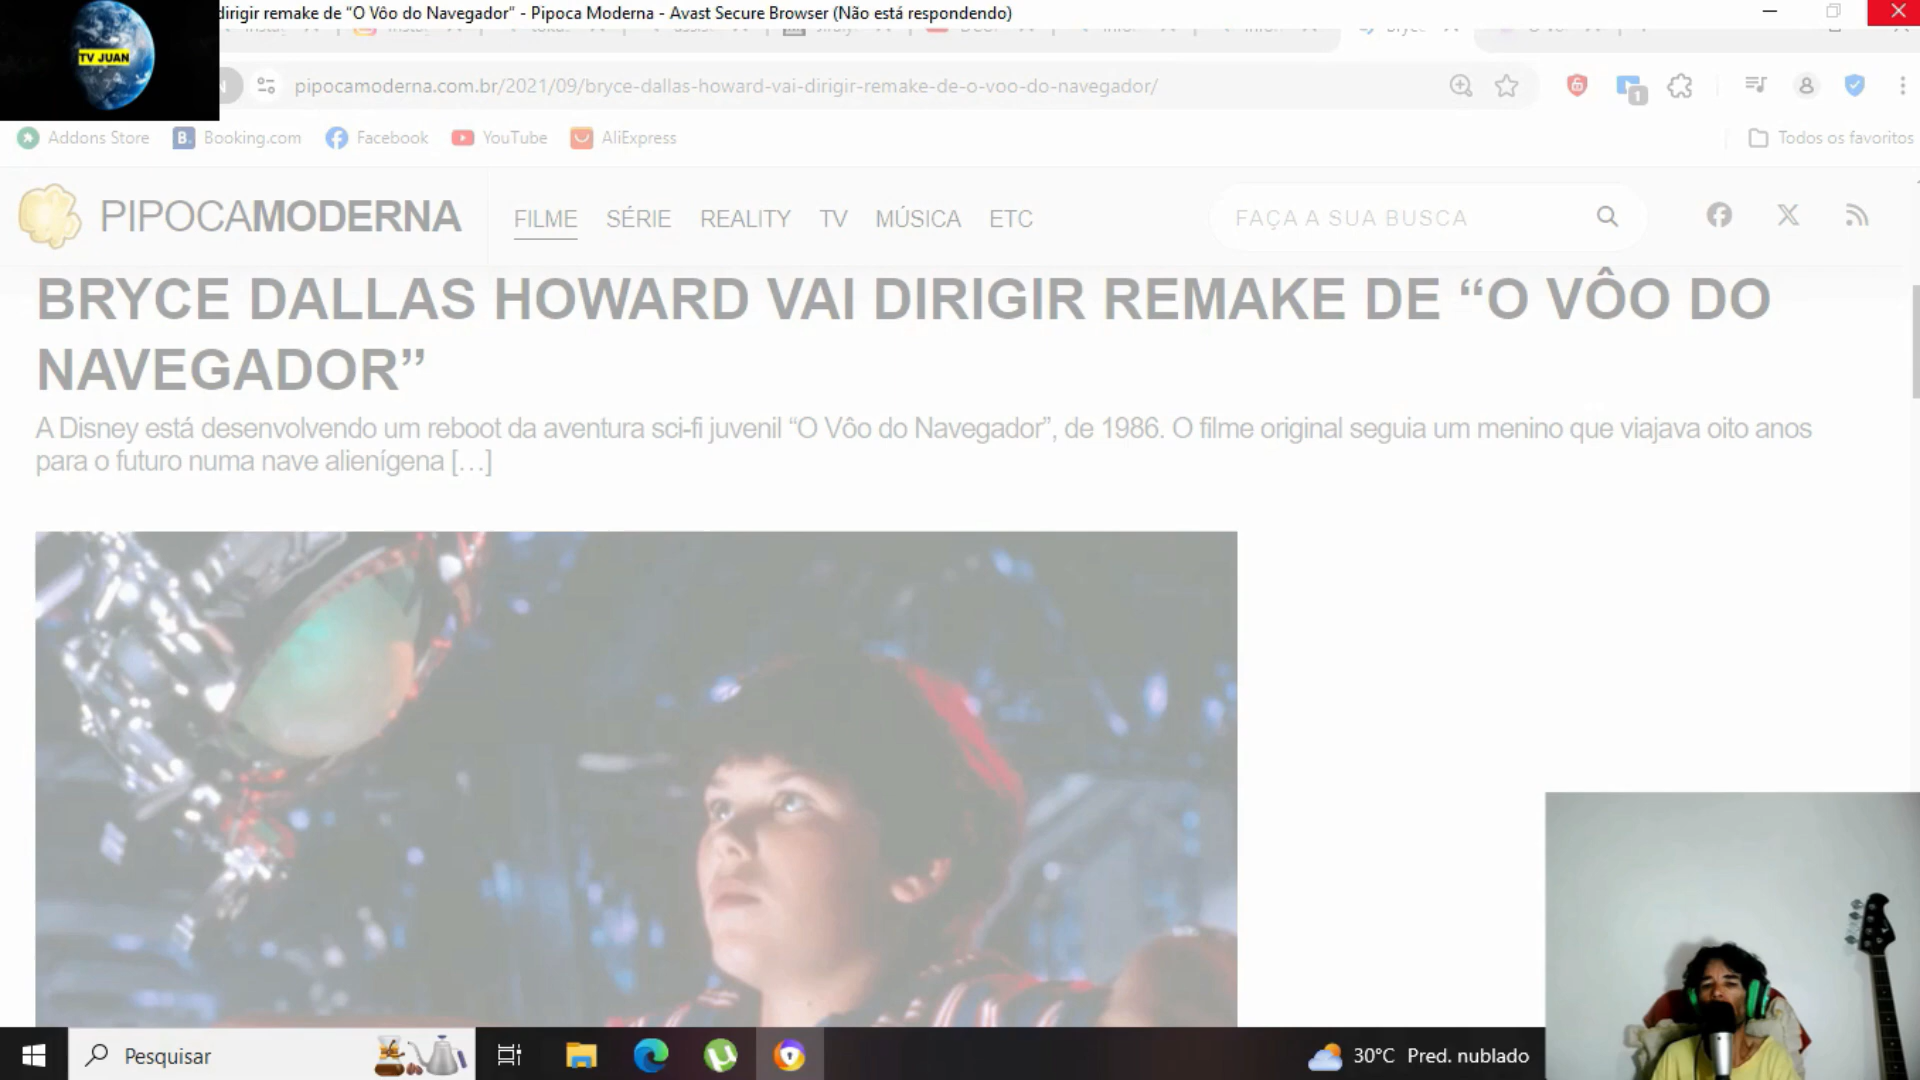 dirigir remake de “O Vôo do Navegador” - Pipoca Moderna - Avast Secure Browser (Não está respondendo)
TV JUAN
pipocamoderna.com.br/2021/09/bryce-dallas-howard-vai-dirigir-remake-de-o-voo-do-navegador/
1
Addons Store
B. Booking.com
Facebook
YouTube
AliExpress
Todos os favoritos
PIPOCAMODERNA
FILME SÉRIE REALITY TV MÚSICA ETC
FAÇA A SUA BUSCA
BRYCE DALLAS HOWARD VAI DIRIGIR REMAKE DE “O VÔO DO
NAVEGADOR”
A Disney está desenvolvendo um reboot da aventura sci-fi juvenil “O Vôo do Navegador”, de 1986. O filme original seguia um menino que viajava oito anos
para o futuro numa nave alienígena […]
Pesquisar
30°C Pred. nublado